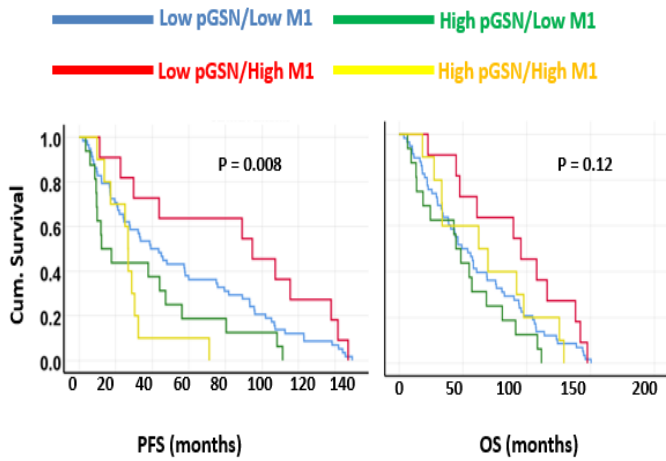 Low pGSN/Low M1
High pGSN/Low M1
Low pGSN/High M1
High pGSN/High M1
Cum. Survival
1.0
0.8
0.6
0.4
0.2
0.0
P = 0.008
0 20 40 60 80 100 120 140
PFS (months)
P = 0.12
0 50 100 150 200
OS (months)